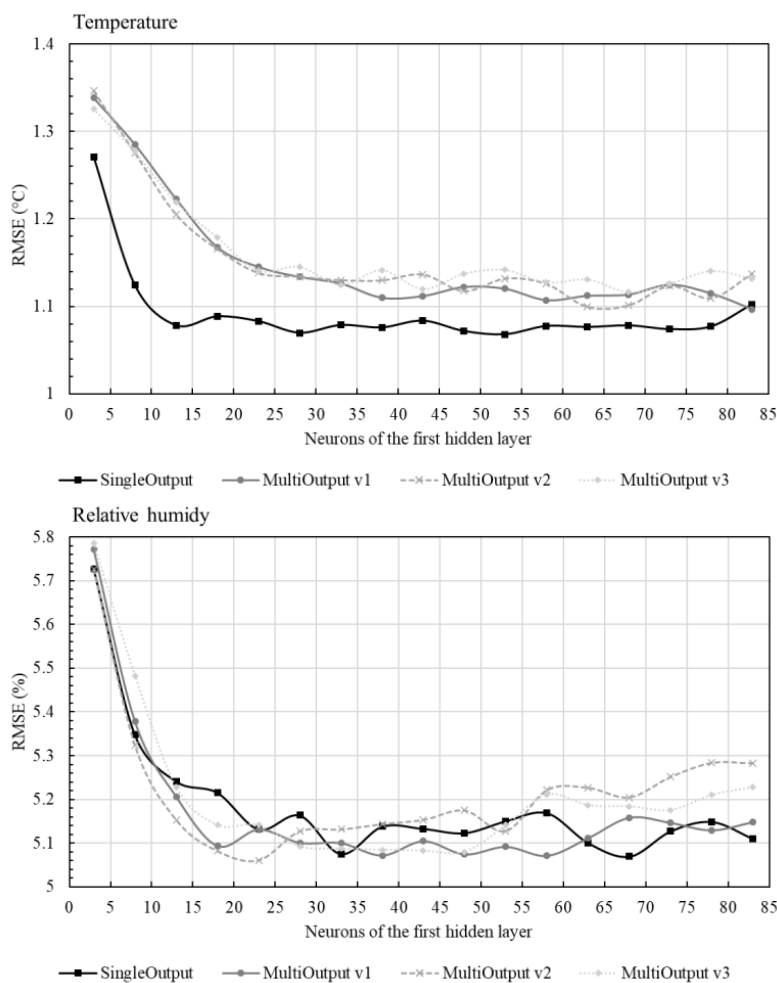 Temperature
1.4
1.3
1.2
1.1
1
RMSE (°C)
0 5 10 15 20 25 30 35 40 45 50 55 60 65 70 75 80 85
Neurons of the first hidden layer
SingleOutput MultiOutput v1 MultiOutput v2 MultiOutput v3
Relative humidy
5.8
5.7
5.6
5.5
5.4
5.3
5.2
5.1
5
RMSE (%)
0 5 10 15 20 25 30 35 40 45 50 55 60 65 70 75 80 85
Neurons of the first hidden layer
SingleOutput MultiOutput v1 MultiOutput v2 MultiOutput v3